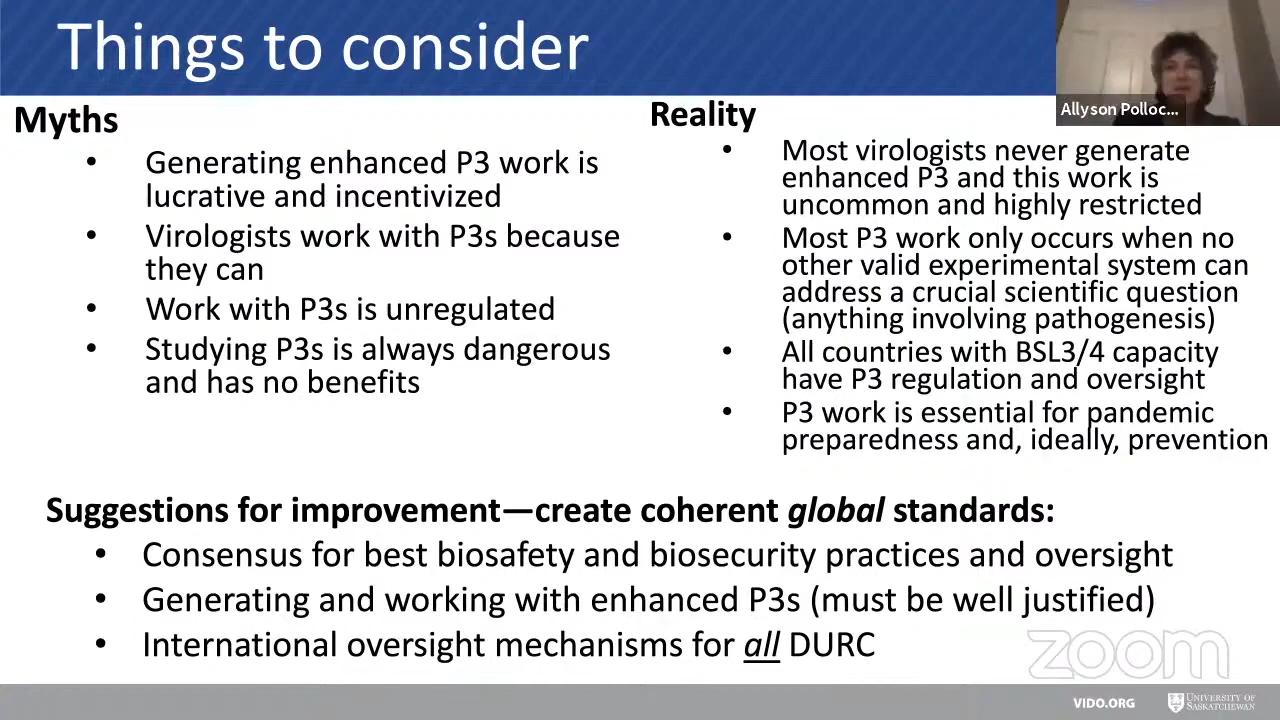 Things to consider
Allyson Polloc...
Myths
• Generating enhanced P3 work is
lucrative and incentivized
• Virologists work with P3s because
they can
• Work with P3s is unregulated
• Studying P3s is always dangerous
and has no benefits
Reality
• Most virologists never generate
enhanced P3 and this work is
uncommon and highly restricted
• Most P3 work only occurs when no
other valid experimental system can
address a crucial scientific question
(anything involving pathogenesis)
• All countries with BSL3/4 capacity
have P3 regulation and oversight
• P3 work is essential for pandemic
preparedness and, ideally, prevention
Suggestions for improvement—create coherent global standards:
• Consensus for best biosafety and biosecurity practices and oversight
• Generating and working with enhanced P3s (must be well justified)
• International oversight mechanisms for all DURC
zoom
VIDO.ORG
UNIVERSITY OF
SASKATCHEWAN